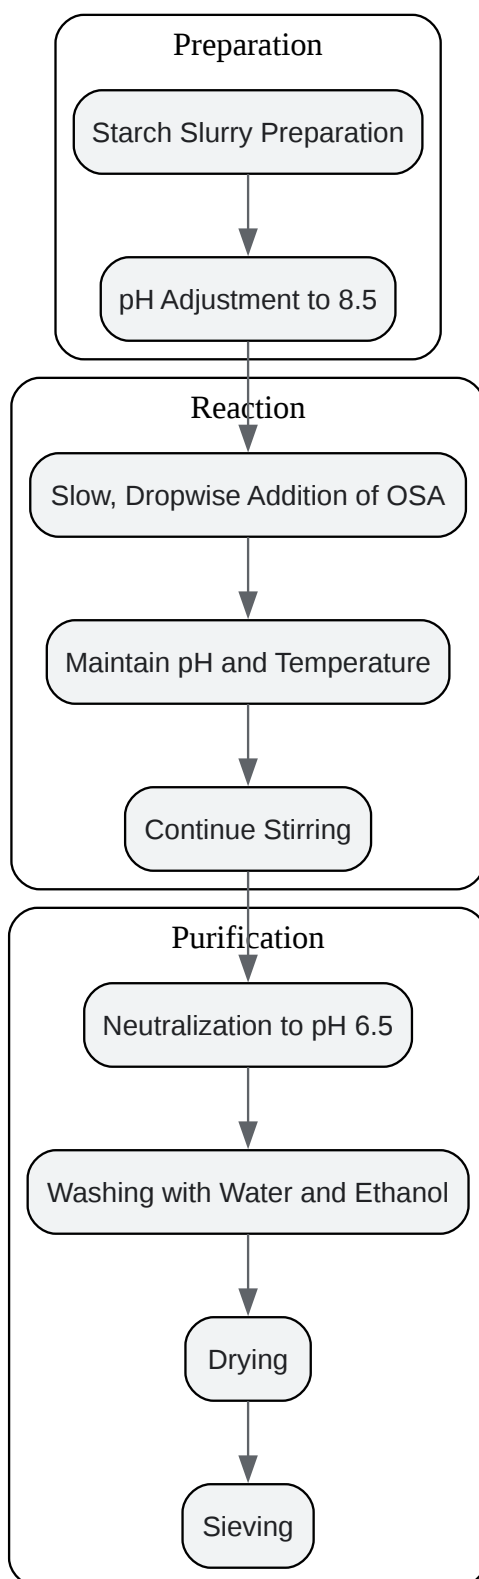 Preparation
Starch Slurry Preparation
pH Adjustment to 8.5
Reaction
Slow, Dropwise Addition of OSA
Maintain pH and Temperature
Continue Stirring
Purification
Neutralization to pH 6.5
Washing with Water and Ethanol
Drying
Sieving